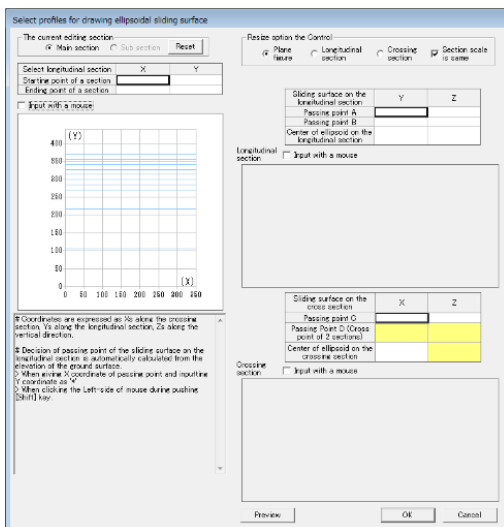 Select profiles for drawing ellipsoidal sliding surface
The current editing section
Main section Sub section Reset
Select longitudinal section X Y
Starting point of a section
Ending point of a section
Input with a mouse
(Y)
400
350
300
250
200
150
100
50
0
(X)
0 50 100 150 200 250 300 350
# Coordinates are expressed as Xs along the crossing
section, Ys along the longitudinal section, Zs along the
vertical direction.
# Decision of passing point of the sliding surface on the
longitudinal section is automatically calculated from the
elevation of the ground surface.
> When giving X coordinate of passing point and inputting
Y coordinate as '*'
> When clicking the Left-side of mouse during pushing
[Shift] key.
Resize option the Control
Plane fixure
Longitudinal section
Crossing section
Section scale is same
Sliding surface on the longitudinal section Y Z
Passing point A
Passing point B
Center of ellipsoid on the longitudinal section
Longitudinal section
Input with a mouse
Sliding surface on the cross section X Z
Passing point C
Passing Point D (Cross point of 2 sections)
Center of ellipsoid on the crossing section
Crossing section
Input with a mouse
Preview OK Cancel